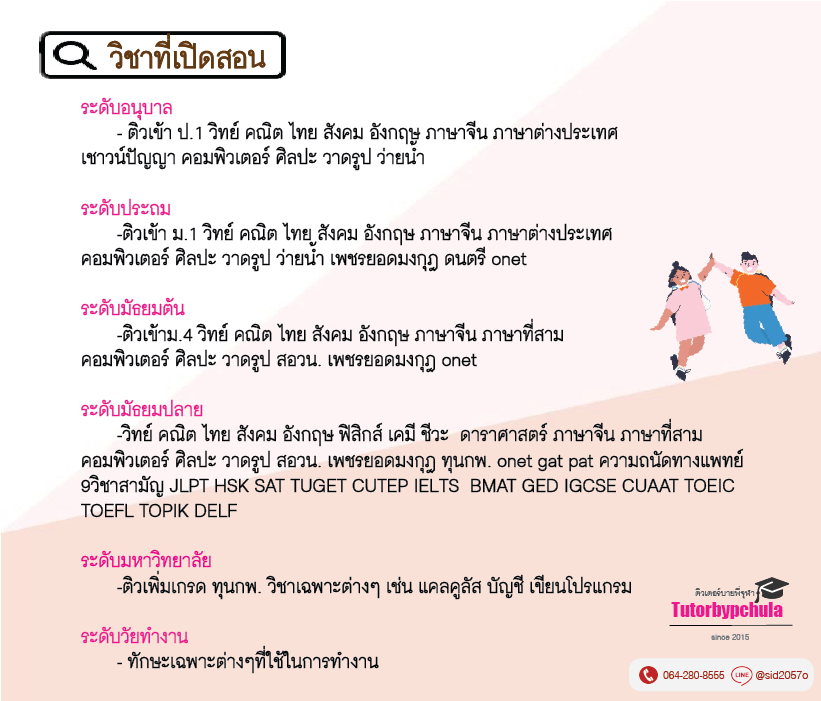 วิชาที่เปิดสอน
ระดับอนุบาล
- ติวเข้า ป.1 วิทย์ คณิต ไทย สังคม อังกฤษ ภาษาจีน ภาษาต่างประเทศ
เชาวน์ปัญญา คอมพิวเตอร์ ศิลปะ วาดรูป ว่ายน้ำ
ระดับประถม
-ติวเข้า ม.1 วิทย์ คณิต ไทย สังคม อังกฤษ ภาษาจีน ภาษาต่างประเทศ
คอมพิวเตอร์ ศิลปะ วาดรูป ว่ายน้ำ เพชรยอดมงกุฎ ดนตรี onet
ระดับมัธยมต้น
-ติวเข้าม.4 วิทย์ คณิต ไทย สังคม อังกฤษ ภาษาจีน ภาษาที่สาม
คอมพิวเตอร์ ศิลปะ วาดรูป สอวน. เพชรยอดมงกุฎ onet
ระดับมัธยมปลาย
-วิทย์ คณิต ไทย สังคม อังกฤษ ฟิสิกส์ เคมี ชีวะ ดาราศาสตร์ ภาษาจีน ภาษาที่สาม
คอมพิวเตอร์ ศิลปะ วาดรูป สอวน. เพชรยอดมงกุฎ ทุนกพ. onet gat pat ความถนัดทางแพทย์
9วิชาสามัญ JLPT HSK SAT TUGET CUTEP IELTS BMAT GED IGCSE CUAAT TOEIC
TOEFL TOPIK DELF
ระดับมหาวิทยาลัย
-ติวเพิ่มเกรด ทุนกพ. วิชาเฉพาะต่างๆ เช่น แคลคูลัส บัญชี เขียนโปรแกรม
ระดับวัยทำงาน
- ทักษะเฉพาะต่างๆที่ใช้ในการทำงาน
ติวเตอร์บายพี่จุฬา
Tutorbypchula
since 2015
064-280-8555 LINE @sid2057o